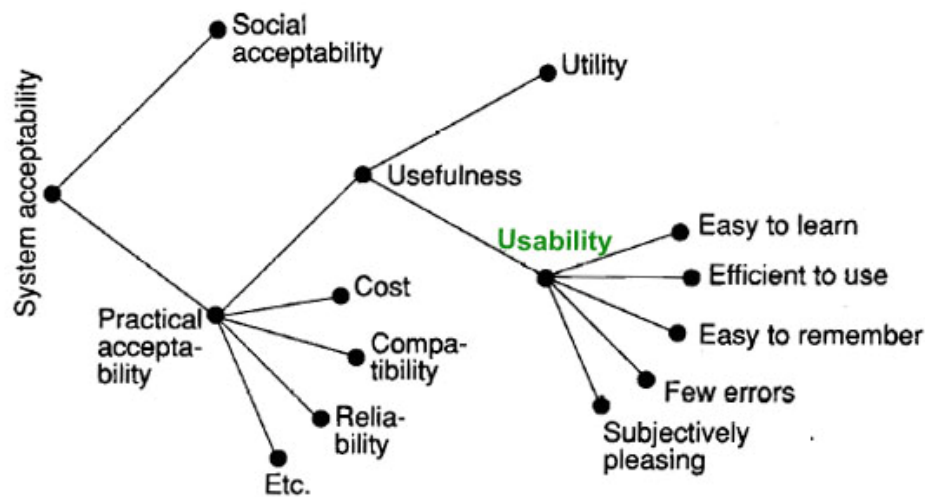 System acceptability
Social
acceptability
Utility
Usefulness
Usability
Easy to learn
Efficient to use
Easy to remember
Few errors
Subjectively
pleasing
Practical
accepta-
bility
Cost
Compa-
tibility
Relia-
bility
Etc.